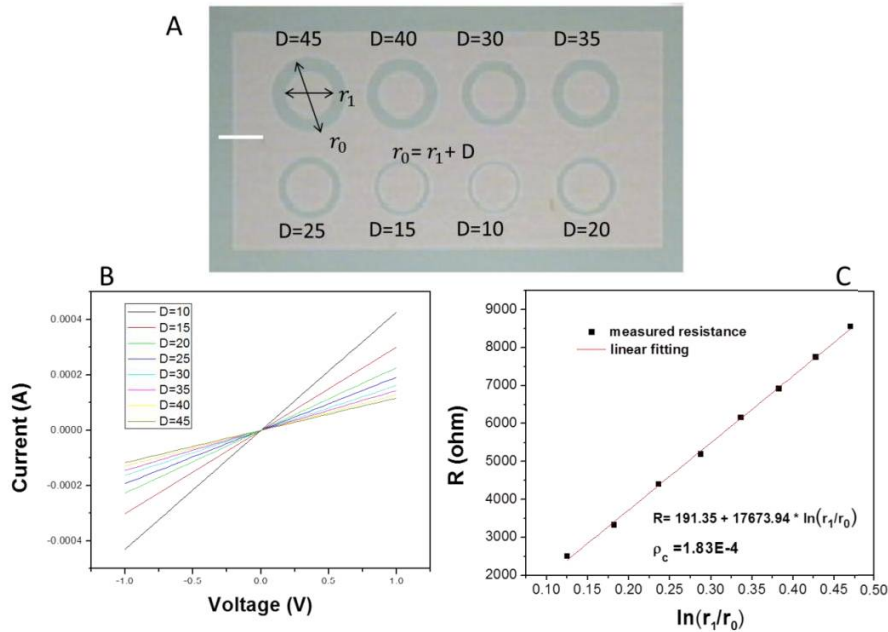 A
D=45 D=40 D=30 D=35
r₁
r₀
r₀= r₁+ D
D=25 D=15 D=10 D=20
B
D=10
D=15
D=20
D=25
D=30
D=35
D=40
D=45
0.0004
0.0002
0.0000
-0.0002
-0.0004
Current (A)
-1.0 -0.5 0.0 0.5 1.0
Voltage (V)
C
measured resistance
linear fitting
9000
8000
7000
6000
5000
4000
3000
2000
R (ohm)
R= 191.35 + 17673.94 * ln(r₁/r₀)
ρc =1.83E-4
0.10 0.15 0.20 0.25 0.30 0.35 0.40 0.45 0.50
ln(r₁/r₀)